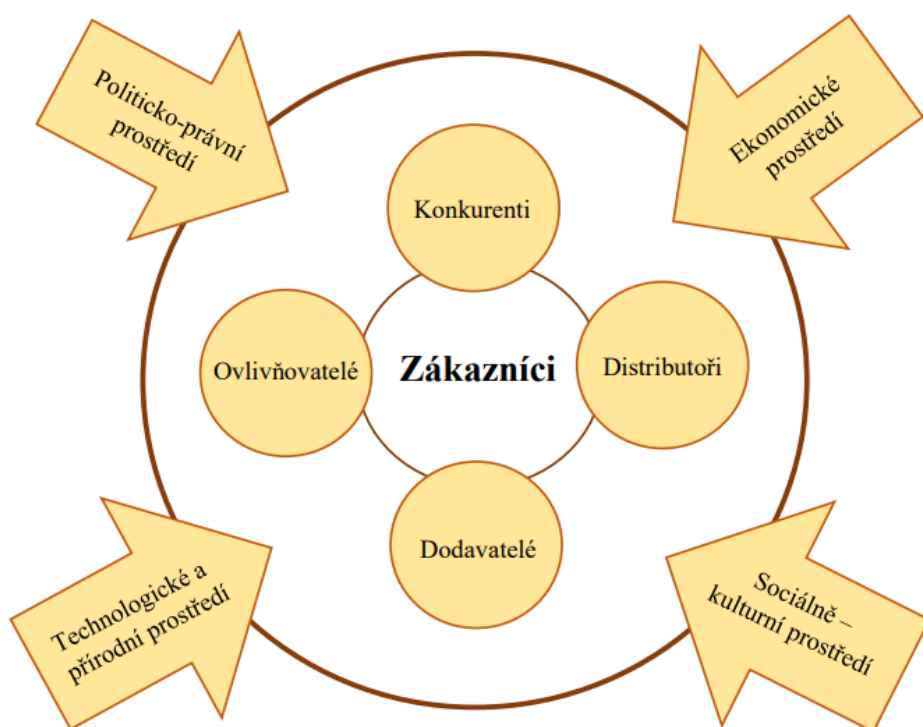 Politicko-právní
prostředí
Ekonomické
prostředí
Konkurenti
Ovlivňovatelé
Zákazníci
Distributoři
Dodavatelé
Technologické a
přírodní prostředí
Sociálně –
kulturní prostředí